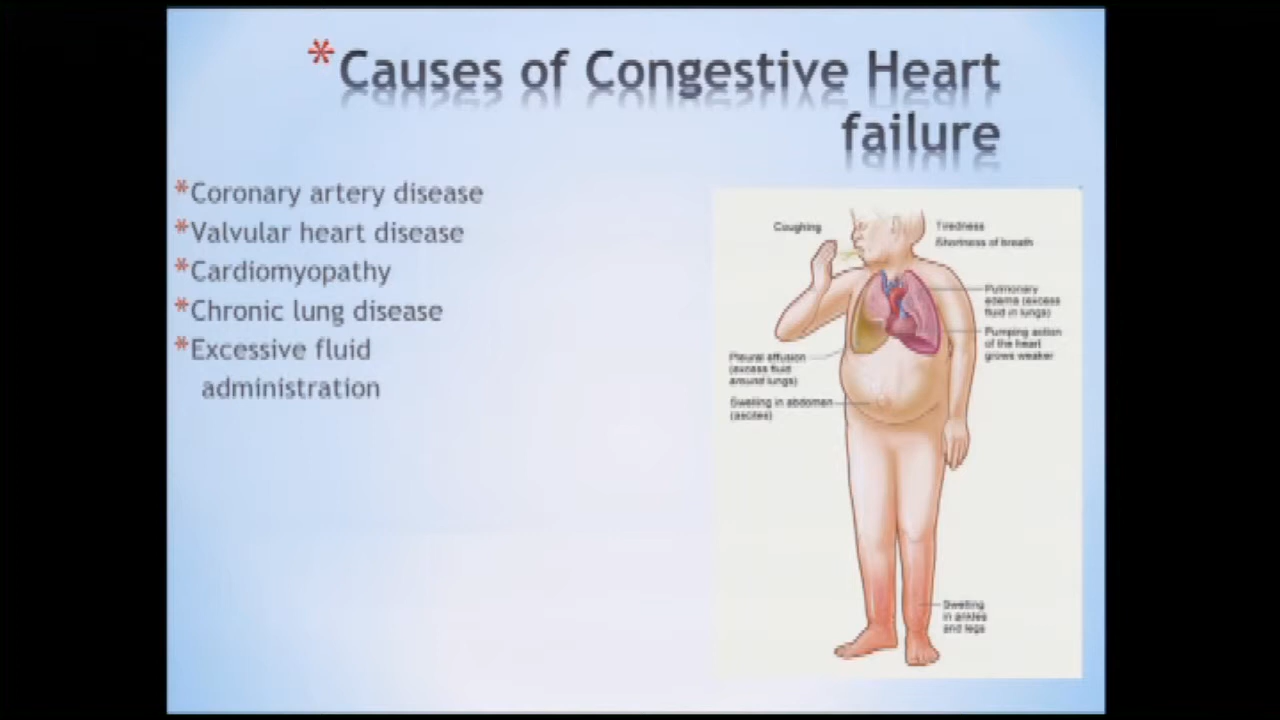 *Causes of Congestive Heart
failure
*Coronary artery disease
*Valvular heart disease
*Cardiomyopathy
*Chronic lung disease
*Excessive fluid
administration
Coughing
Tiredness
Shortness of breath
Pulmonary
edema (excess
fluid in lungs)
Pumping action
of the heart
grows weaker
Pleural effusion
(excess fluid
around lungs)
Swelling in abdomen
(ascites)
Swelling
in ankles
and legs